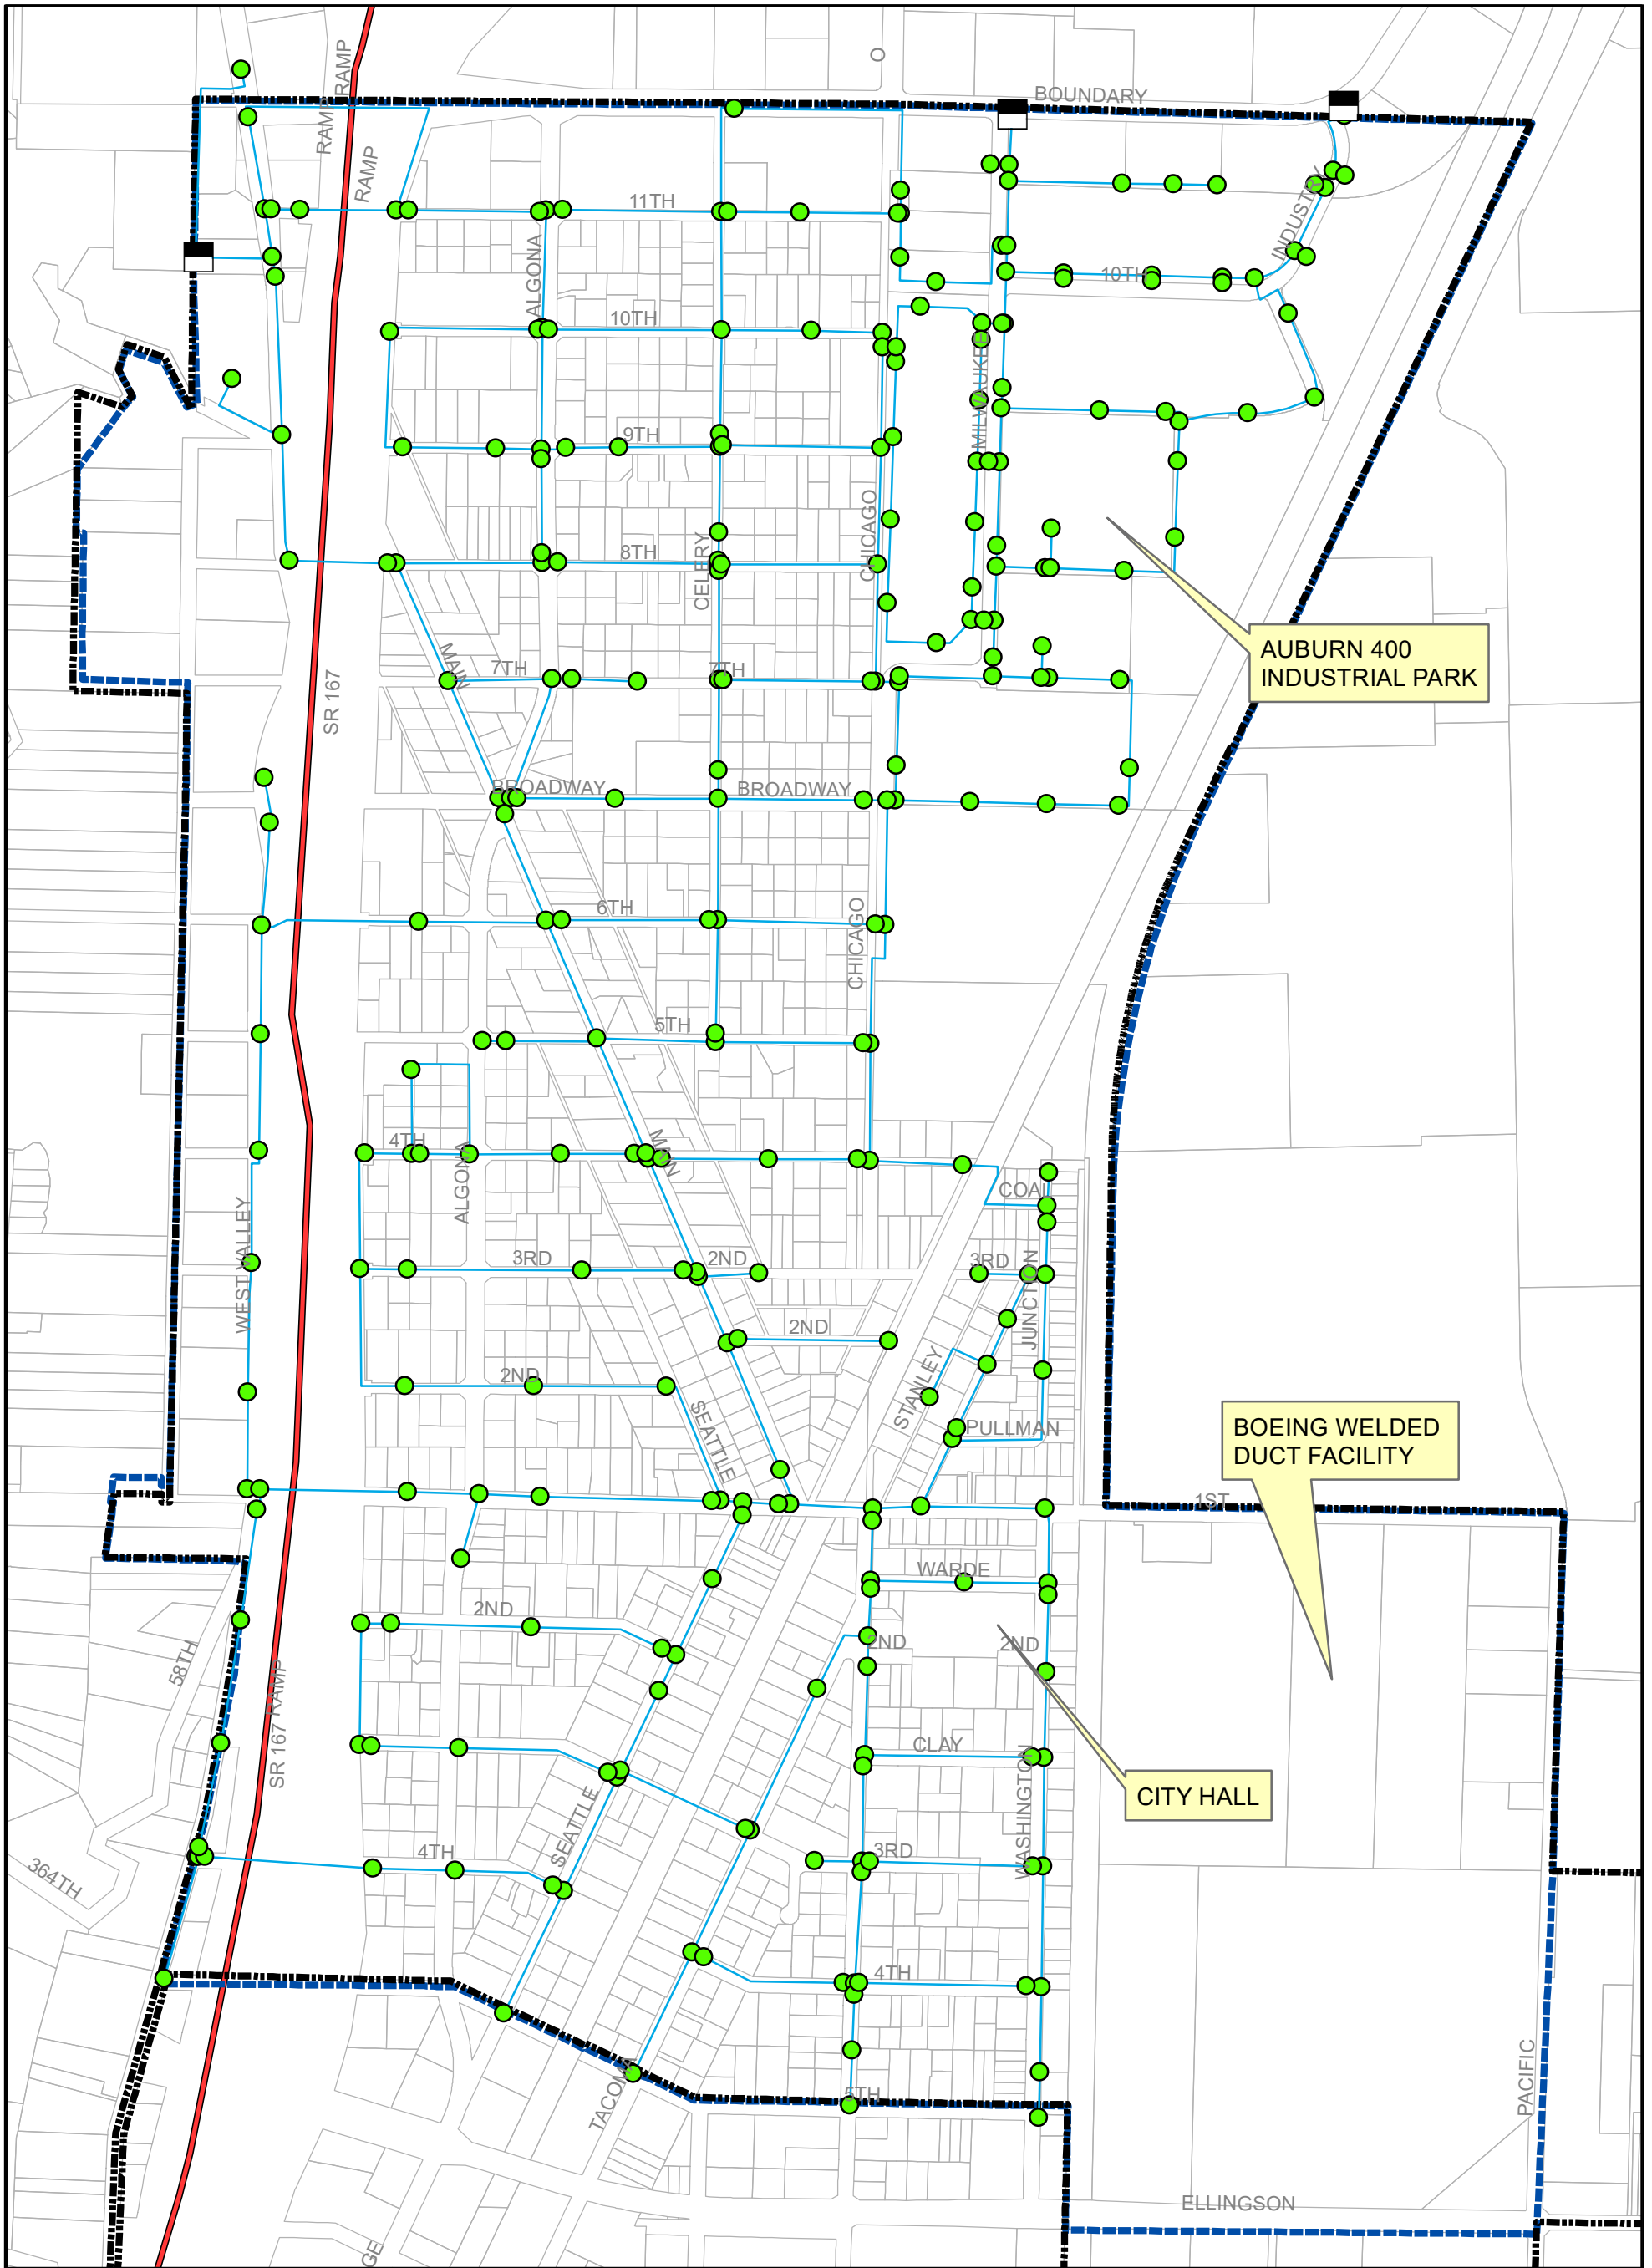 RAMP
RAMP
RAMP
O
BOUNDARY
11TH
ALGONA
INDUSTRY
10TH
10TH
MILWAUKEE
9TH
CHICAGO
8TH
CELERY
AUBURN 400
INDUSTRIAL PARK
MAIN
7TH
7TH
SR 167
BROADWAY
BROADWAY
6TH
CHICAGO
5TH
4TH
ALGONA
MAIN
COAL
WEST VALLEY
3RD
2ND
3RD
JUNCTION
2ND
STANLEY
2ND
SEATTLE
PULLMAN
BOEING WELDED
DUCT FACILITY
1ST
WARDE
2ND
2ND
2ND
58TH
SR 167 RAMP
CLAY
WASHINGTON
CITY HALL
SEATTLE
4TH
3RD
364TH
4TH
TACOMA
5TH
PACIFIC
ELLINGSON